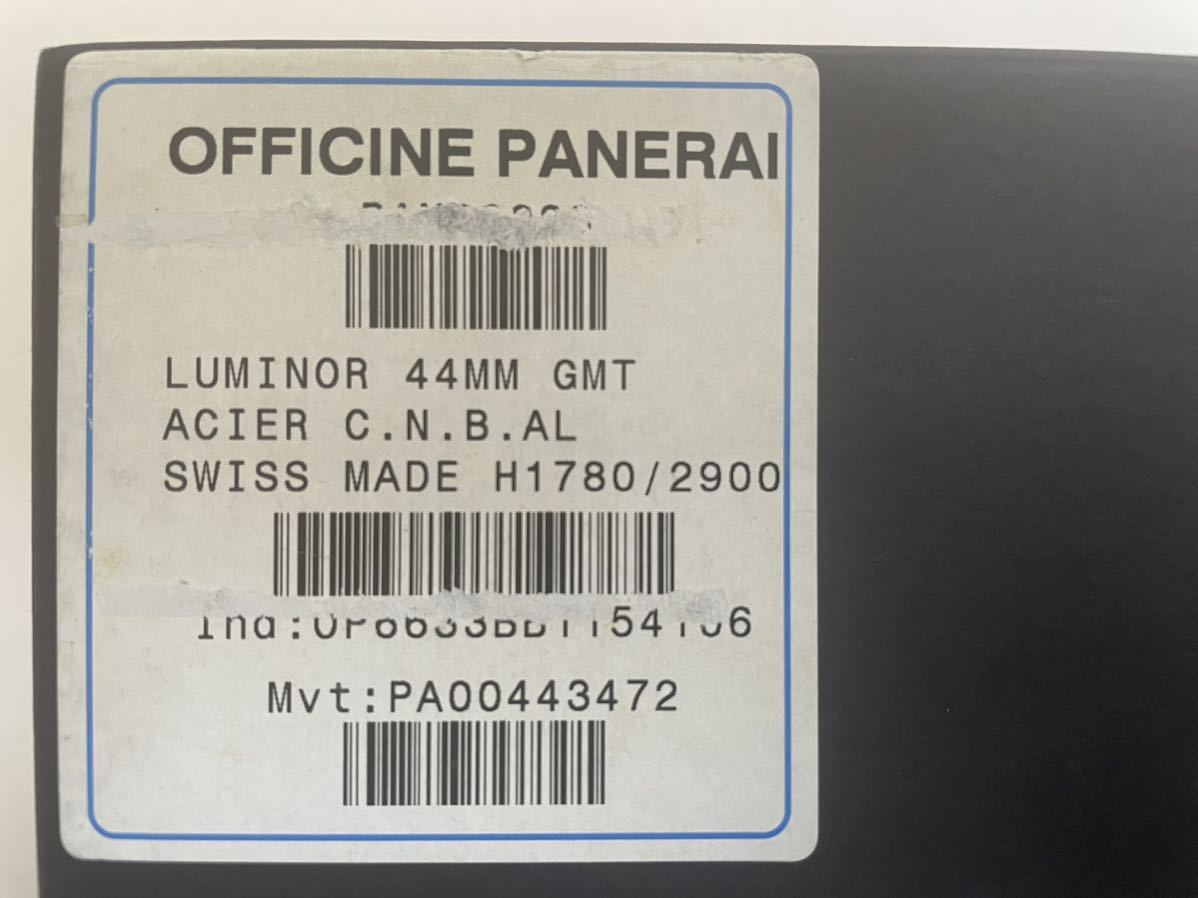 OFFICINE PANERAI
LUMINOR 44MM GMT
ACIER C.N.B.AL
SWISS MADE H1780/2900
Mvt:PA00443472